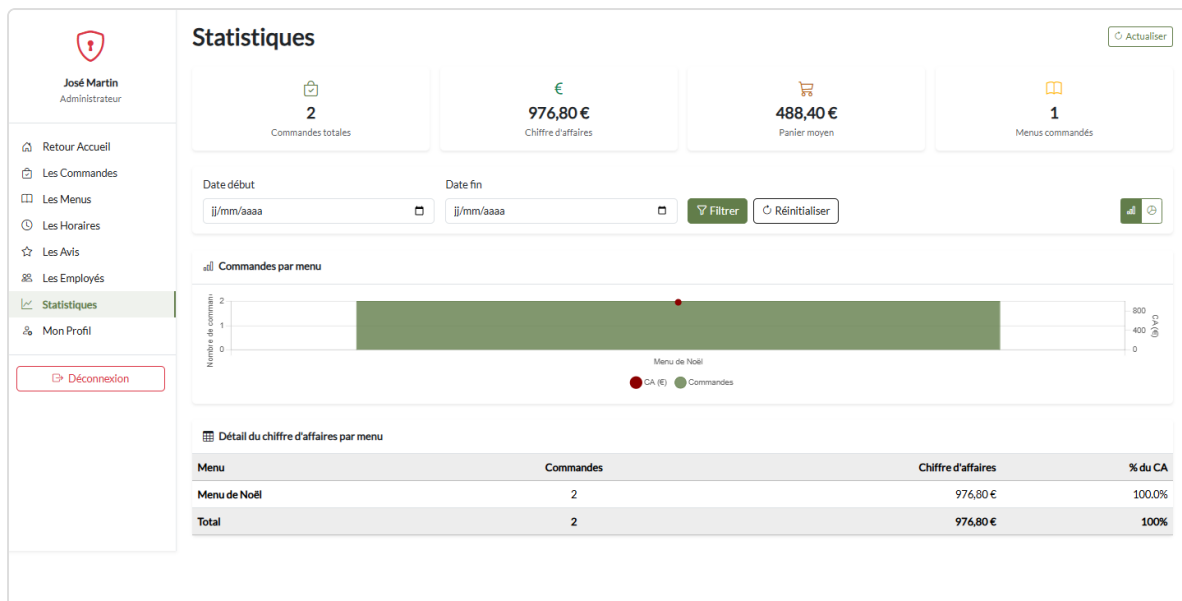 José Martin
Administrateur
Retour Accueil
Les Commandes
Les Menus
Les Horaires
Les Avis
Les Employés
Statistiques
Mon Profil
Déconnexion
Statistiques
Actualiser
2
Commandes totales
976,80 €
Chiffre d'affaires
488,40 €
Panier moyen
1
Menus commandés
Date début
jj/mm/aaaa
Date fin
jj/mm/aaaa
Filtrer
Réinitialiser
Commandes par menu
Nombre de comman
2
1
0
800
400
0
CA (€)
Menu de Noël
CA (€) Commandes
Détail du chiffre d'affaires par menu
Menu Commandes Chiffre d'affaires % du CA
Menu de Noël 2 976,80 € 100.0%
Total 2 976,80 € 100%